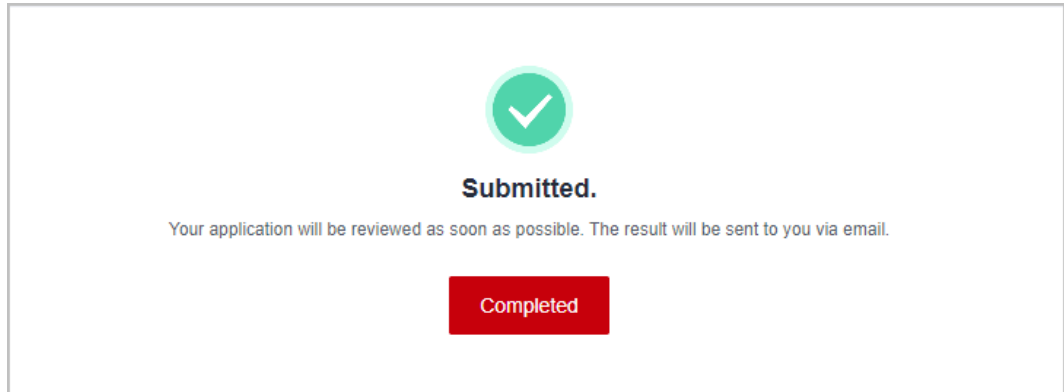 Submitted.
Your application will be reviewed as soon as possible. The result will be sent to you via email.
Completed